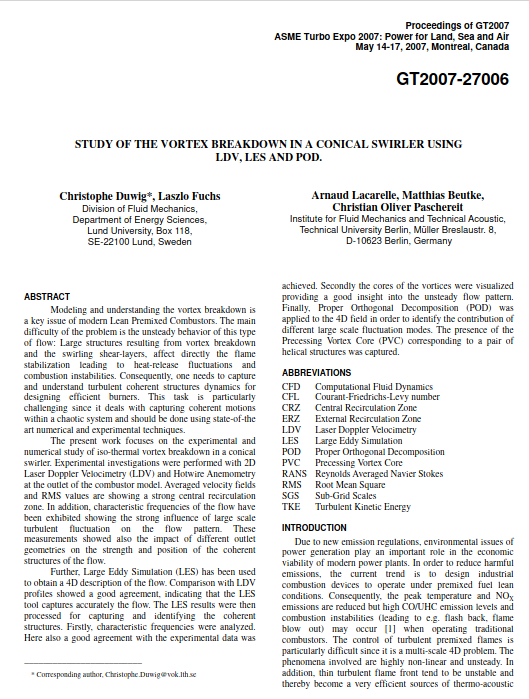 Proceedings of GT2007
ASME Turbo Expo 2007: Power for Land, Sea and Air
May 14-17, 2007, Montreal, Canada
GT2007-27006
STUDY OF THE VORTEX BREAKDOWN IN A CONICAL SWIRLER USING
LDV, LES AND POD.
Christophe Duwig*, Laszlo Fuchs
Division of Fluid Mechanics,
Department of Energy Sciences,
Lund University, Box 118,
SE-22100 Lund, Sweden
Arnaud Lacarelle, Matthias Beutke,
Christian Oliver Paschereit
Institute for Fluid Mechanics and Technical Acoustic,
Technical University Berlin, Müller Breslaustr. 8,
D-10623 Berlin, Germany
ABSTRACT
Modeling and understanding the vortex breakdown is
a key issue of modern Lean Premixed Combustors. The main
difficulty of the problem is the unsteady behavior of this type
of flow: Large structures resulting from vortex breakdown
and the swirling shear-layers, affect directly the flame
stabilization leading to heat-release fluctuations and
combustion instabilities. Consequently, one needs to capture
and understand turbulent coherent structures dynamics for
designing efficient burners. This task is particularly
challenging since it deals with capturing coherent motions
within a chaotic system and should be done using state-of-the
art numerical and experimental techniques.
The present work focuses on the experimental and
numerical study of iso-thermal vortex breakdown in a conical
swirler. Experimental investigations were performed with 2D
Laser Doppler Velocimetry (LDV) and Hotwire Anemometry
at the outlet of the combustor model. Averaged velocity fields
and RMS values are showing a strong central recirculation
zone. In addition, characteristic frequencies of the flow have
been exhibited showing the strong influence of large scale
turbulent fluctuation on the flow pattern. These
measurements showed also the impact of different outlet
geometries on the strength and position of the coherent
structures of the flow.
Further, Large Eddy Simulation (LES) has been used
to obtain a 4D description of the flow. Comparison with LDV
profiles showed a good agreement, indicating that the LES
tool captures accurately the flow. The LES results were then
processed for capturing and identifying the coherent
structures. Firstly, characteristic frequencies were analyzed.
Here also a good agreement with the experimental data was
* Corresponding author, Christophe.Duwig@vok.lth.se
achieved. Secondly the cores of the vortices were visualized
providing a good insight into the unsteady flow pattern.
Finally, Proper Orthogonal Decomposition (POD) was
applied to the 4D field in order to identify the contribution of
different large scale fluctuation modes. The presence of the
Precessing Vortex Core (PVC) corresponding to a pair of
helical structures was captured.
ABBREVIATIONS
CFD Computational Fluid Dynamics
CFL Courant-Friedrichs-Levy number
CRZ Central Recirculation Zone
ERZ External Recirculation Zone
LDV Laser Doppler Velocimetry
LES Large Eddy Simulation
POD Proper Orthogonal Decomposition
PVC Precessing Vortex Core
RANS Reynolds Averaged Navier Stokes
RMS Root Mean Square
SGS Sub-Grid Scales
TKE Turbulent Kinetic Energy
INTRODUCTION
Due to new emission regulations, environmental issues of
power generation play an important role in the economic
viability of modern power plants. In order to reduce harmful
emissions, the current trend is to design industrial
combustion devices to operate under premixed fuel lean
conditions. Consequently, the peak temperature and NOX
emissions are reduced but high CO/UHC emission levels and
combustion instabilities (leading to e.g. flash back, flame
blow out) may occur [1] when operating traditional
combustors. The control of turbulent premixed flames is
particularly difficult since it is a multi-scale 4D problem. The
phenomena involved are highly non-linear and unsteady. In
addition, thin turbulent flame front tend to be unstable and
thereby become a very efficient sources of thermo-acoustic